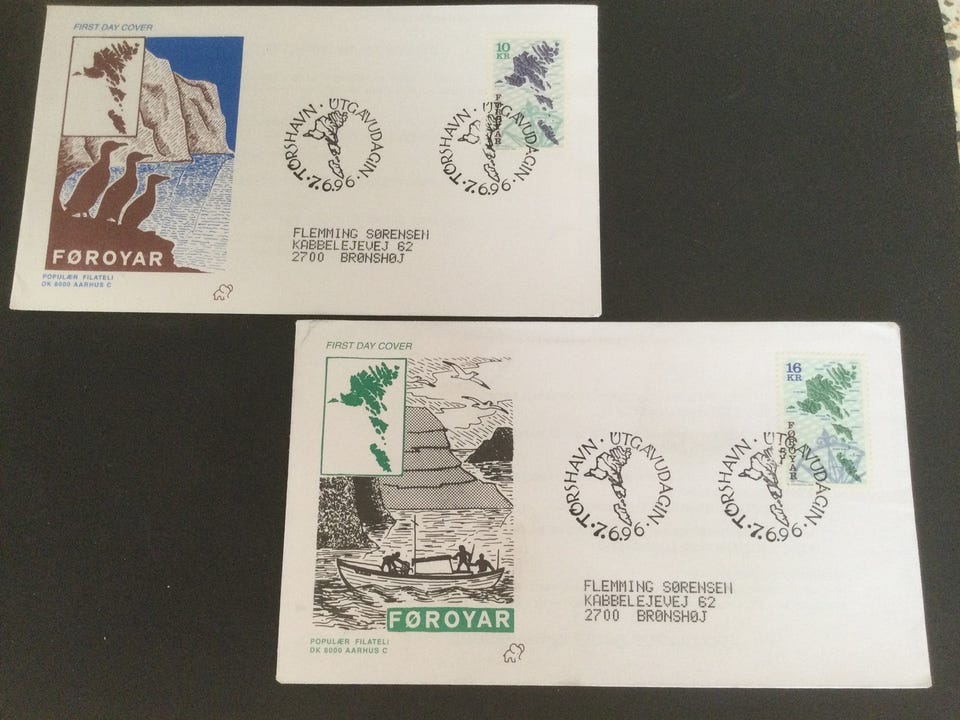 FIRST DAY COVER
10
KR
FØROYAR
TÓRSHAVN · ÚTGÁVUDAGIN · 7.6.96 ·
TÓRSHAVN · ÚTGÁVUDAGIN · 7.6.96 ·
FLEMMING SØRENSEN
KABBELEJEVEJ 62
2700 BRØNSHØJ
FØROYAR
POPULÆR FILATELI
DK 8000 AARHUS C
FIRST DAY COVER
16
KR
FØROYAR
TÓRSHAVN · ÚTGÁVUDAGIN · 7.6.96 ·
TÓRSHAVN · ÚTGÁVUDAGIN · 7.6.96 ·
FLEMMING SØRENSEN
KABBELEJEVEJ 62
2700 BRØNSHØJ
FØROYAR
POPULÆR FILATELI
DK 8000 AARHUS C